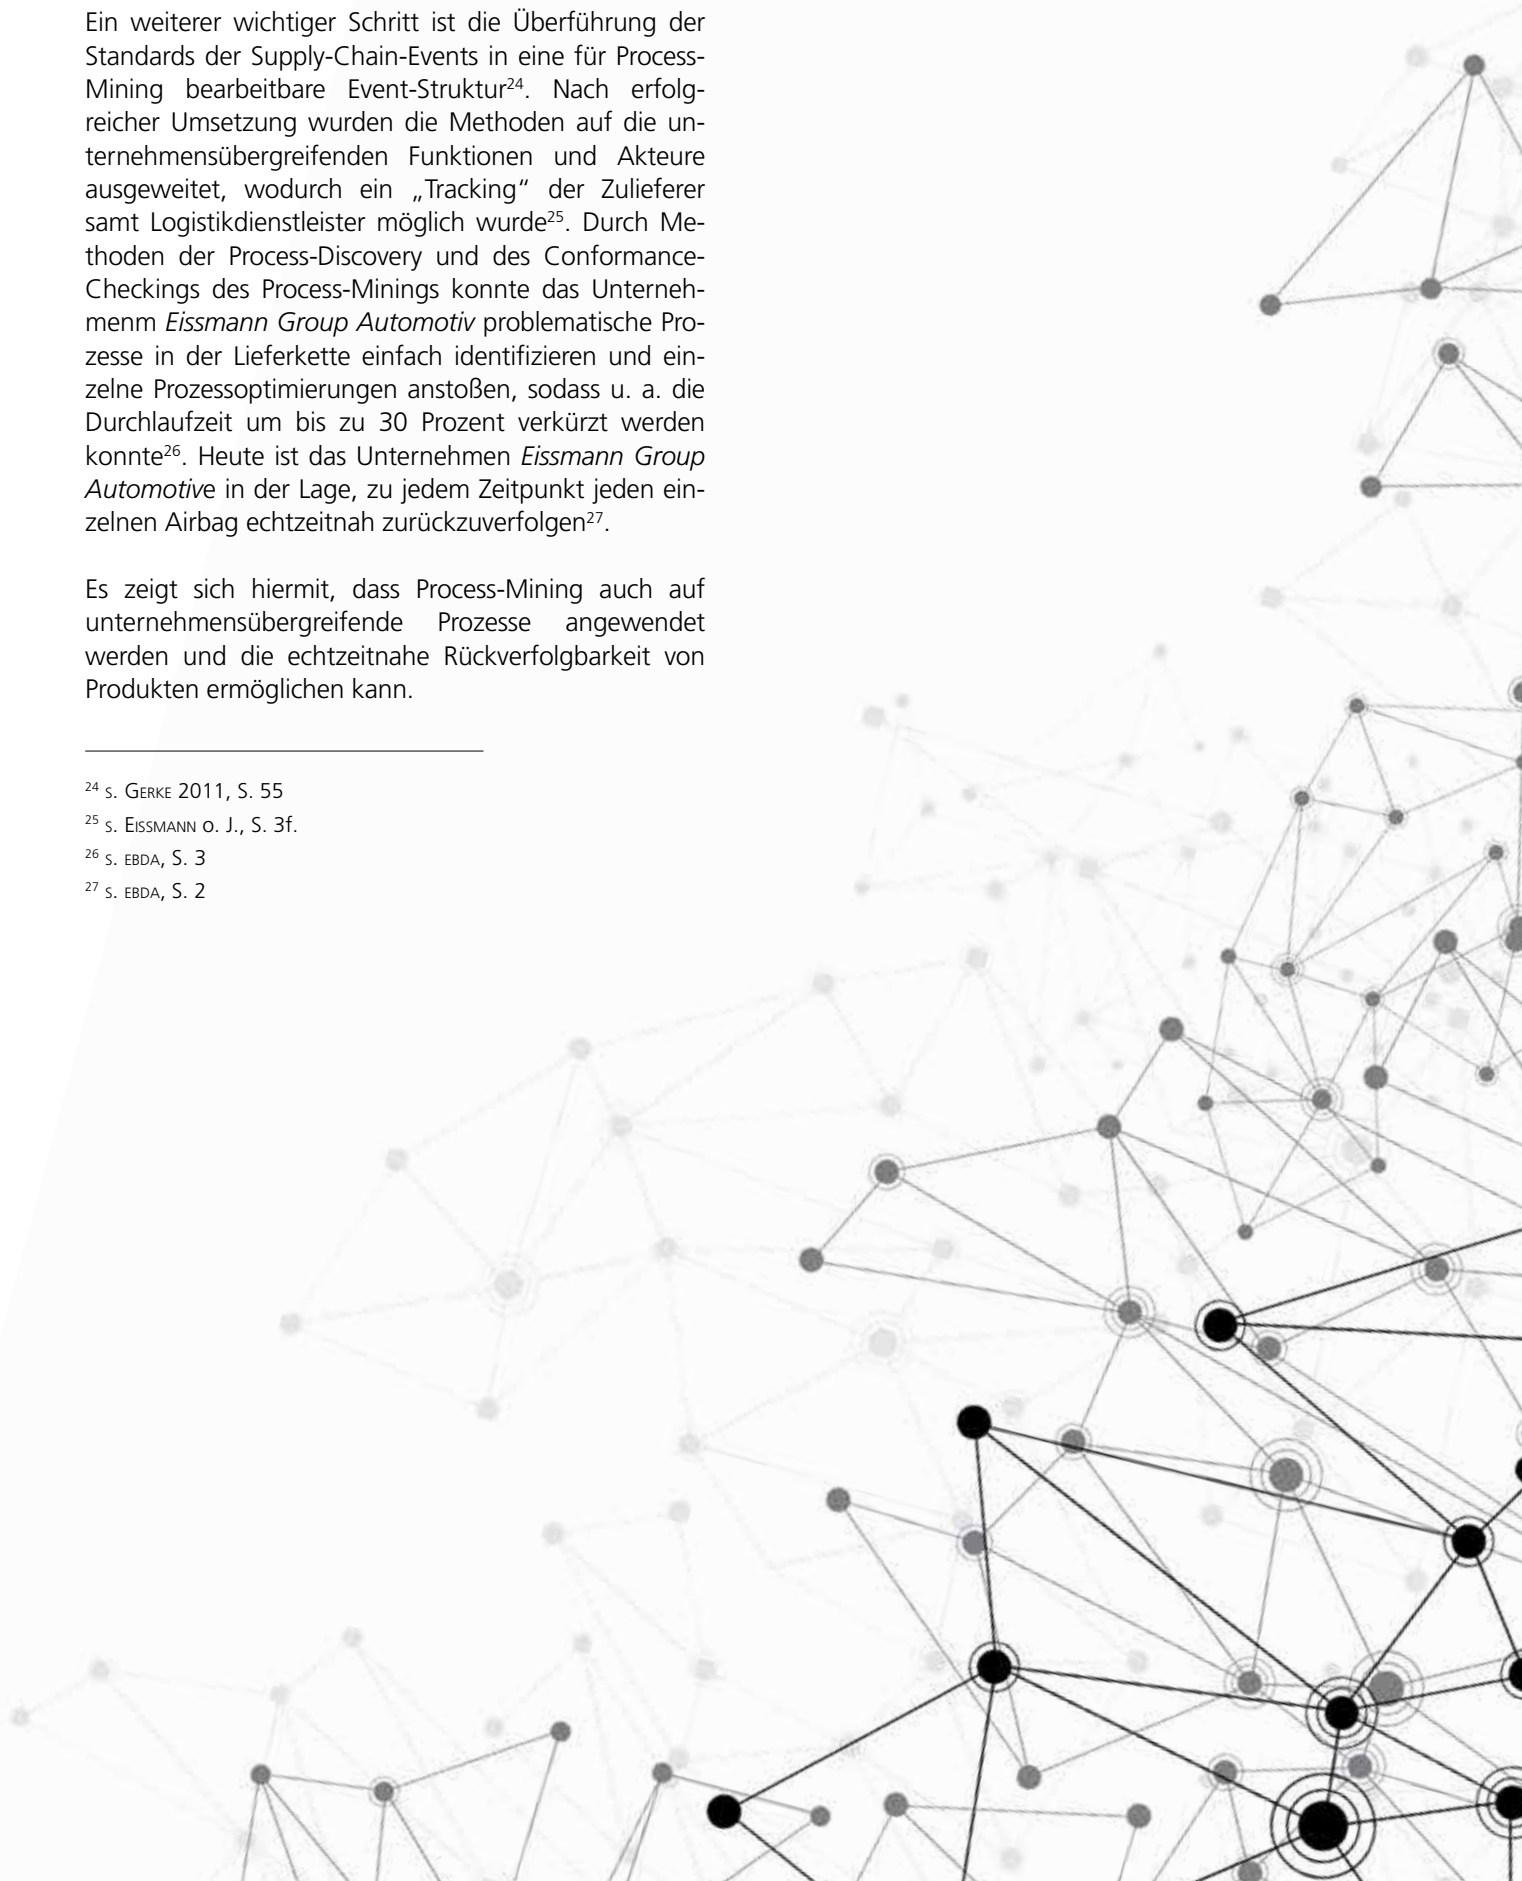 Ein weiterer wichtiger Schritt ist die Überführung der
Standards der Supply-Chain-Events in eine für Process-
Mining bearbeitbare Event-Struktur²⁴. Nach erfolg-
reicher Umsetzung wurden die Methoden auf die un-
ternehmensübergreifenden Funktionen und Akteure
ausgeweitet, wodurch ein „Tracking“ der Zulieferer
samt Logistikdienstleister möglich wurde²⁵. Durch Me-
thoden der Process-Discovery und des Conformance-
Checkings des Process-Minings konnte das Unterneh-
menm Eissmann Group Automotiv problematische Pro-
zesse in der Lieferkette einfach identifizieren und ein-
zelne Prozessoptimierungen anstoßen, sodass u. a. die
Durchlaufzeit um bis zu 30 Prozent verkürzt werden
konnte²⁶. Heute ist das Unternehmen Eissmann Group
Automotive in der Lage, zu jedem Zeitpunkt jeden ein-
zelnen Airbag echtzeitnah zurückzuverfolgen²⁷.
Es zeigt sich hiermit, dass Process-Mining auch auf
unternehmensübergreifende Prozesse angewendet
werden und die echtzeitnahe Rückverfolgbarkeit von
Produkten ermöglichen kann.
²⁴ s. Gerke 2011, S. 55
²⁵ s. Eissmann o. J., S. 3f.
²⁶ s. ebda, S. 3
²⁷ s. ebda, S. 2